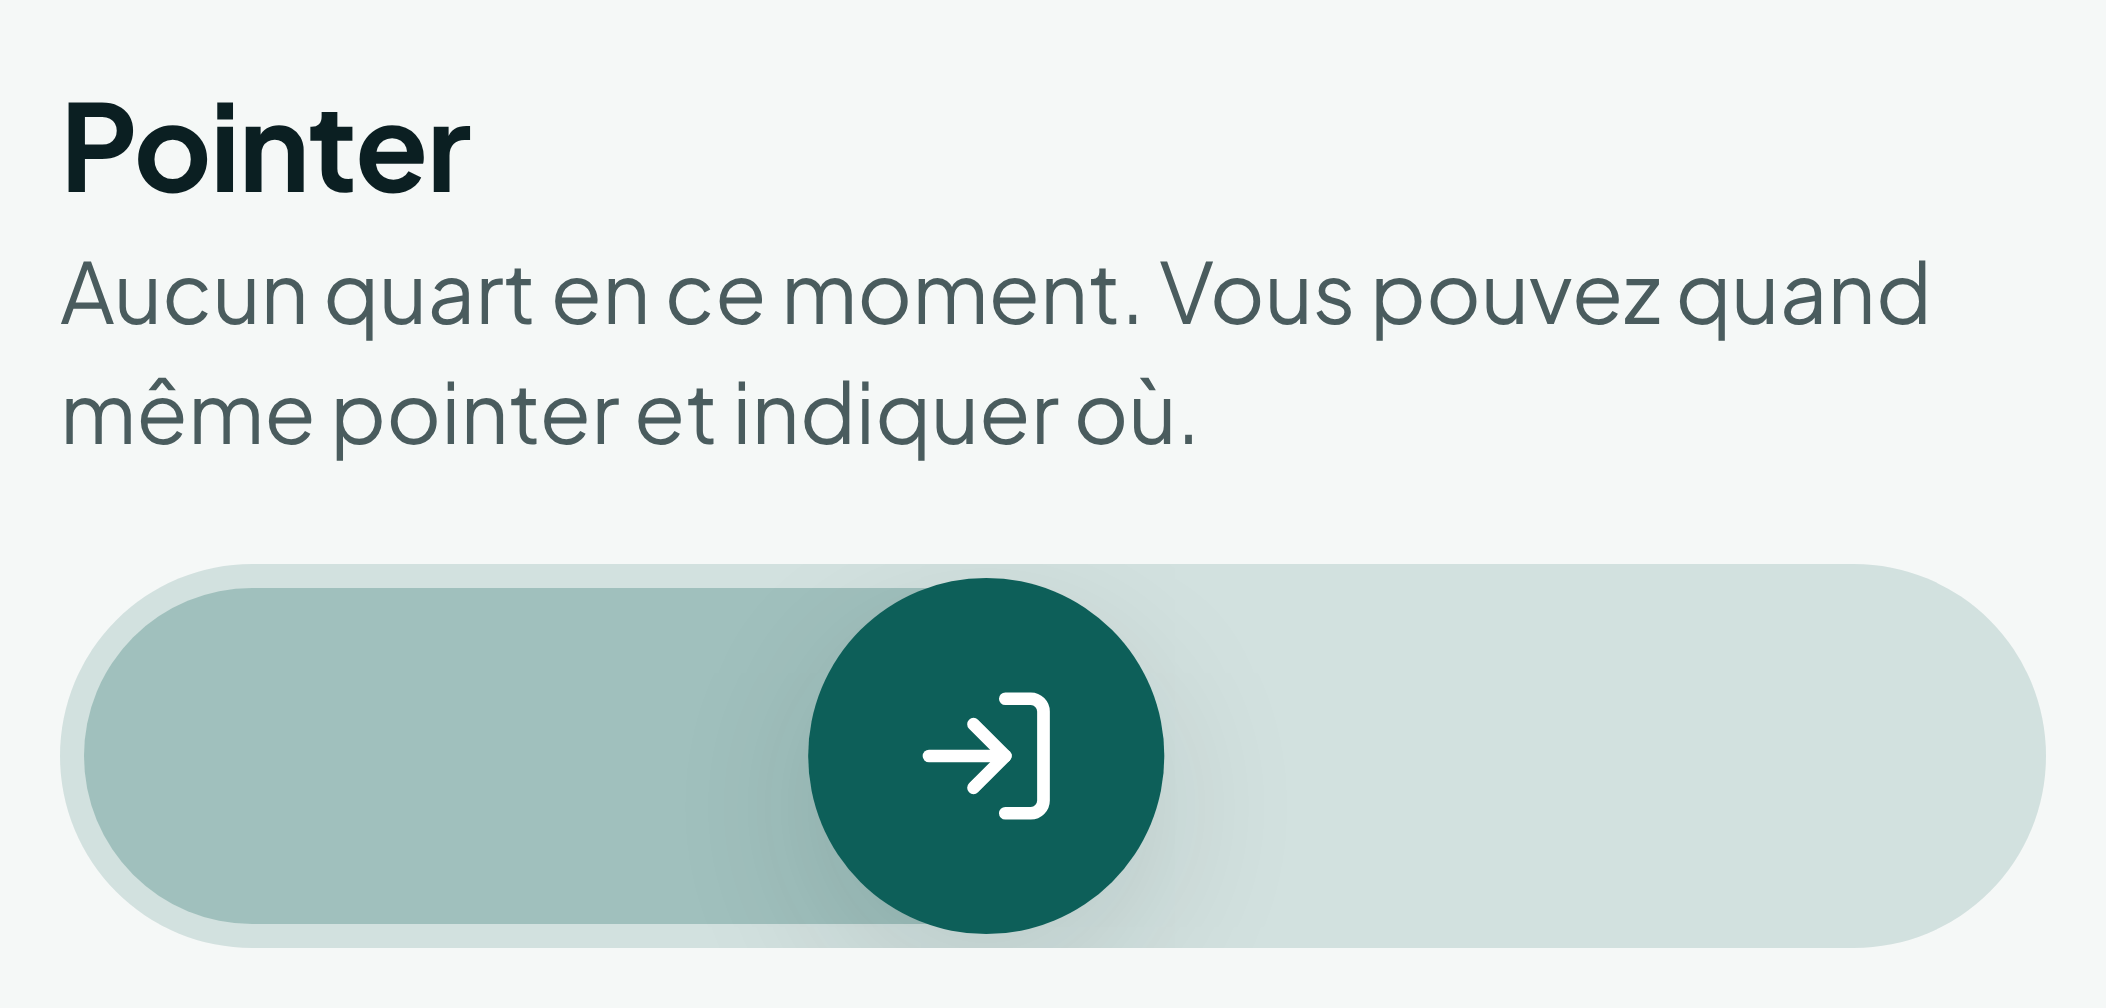 Pointer
Aucun quart en ce moment. Vous pouvez quand
même pointer et indiquer où.